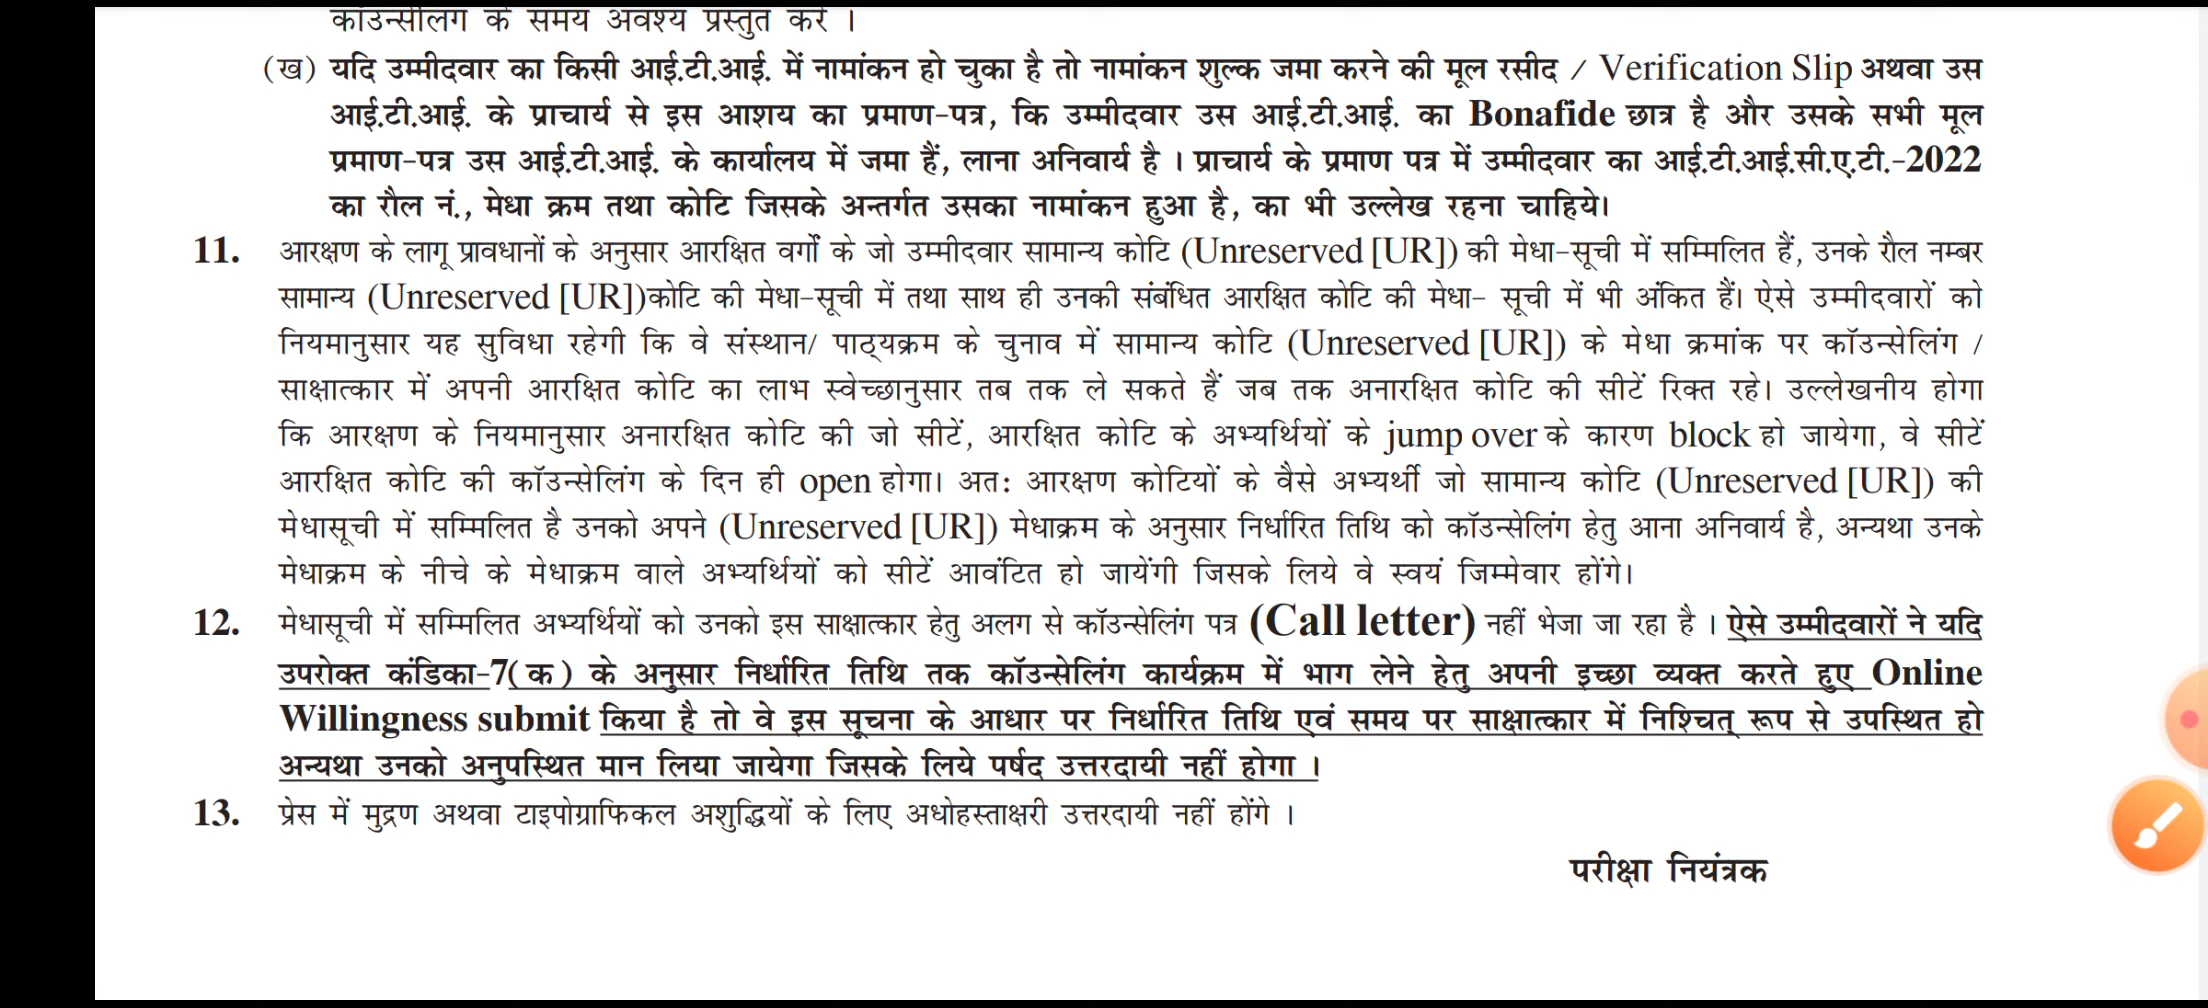 काउन्सीलिंग के समय अवश्य प्रस्तुत करें ।
(ख) यदि उम्मीदवार का किसी आई.टी.आई. में नामांकन हो चुका है तो नामांकन शुल्क जमा करने की मूल रसीद / Verification Slip अथवा उस
आई.टी.आई. के प्राचार्य से इस आशय का प्रमाण-पत्र, कि उम्मीदवार उस आई.टी.आई. का Bonafide छात्र है और उसके सभी मूल
प्रमाण-पत्र उस आई.टी.आई. के कार्यालय में जमा हैं, लाना अनिवार्य है । प्राचार्य के प्रमाण पत्र में उम्मीदवार का आई.टी.आई.सी.ए.टी.-2022
का रौल नं., मेधा क्रम तथा कोटि जिसके अन्तर्गत उसका नामांकन हुआ है, का भी उल्लेख रहना चाहिये।
11. आरक्षण के लागू प्रावधानों के अनुसार आरक्षित वर्गों के जो उम्मीदवार सामान्य कोटि (Unreserved [UR]) की मेधा-सूची में सम्मिलित हैं, उनके रौल नम्बर
सामान्य (Unreserved [UR])कोटि की मेधा-सूची में तथा साथ ही उनकी संबंधित आरक्षित कोटि की मेधा- सूची में भी अंकित हैं। ऐसे उम्मीदवारों को
नियमानुसार यह सुविधा रहेगी कि वे संस्थान/ पाठ्यक्रम के चुनाव में सामान्य कोटि (Unreserved [UR]) के मेधा क्रमांक पर कॉउन्सेलिंग /
साक्षात्कार में अपनी आरक्षित कोटि का लाभ स्वेच्छानुसार तब तक ले सकते हैं जब तक अनारक्षित कोटि की सीटें रिक्त रहे। उल्लेखनीय होगा
कि आरक्षण के नियमानुसार अनारक्षित कोटि की जो सीटें, आरक्षित कोटि के अभ्यर्थियों के jump over के कारण block हो जायेगा, वे सीटें
आरक्षित कोटि की कॉउन्सेलिंग के दिन ही open होगा। अतः आरक्षण कोटियों के वैसे अभ्यर्थी जो सामान्य कोटि (Unreserved [UR]) की
मेधासूची में सम्मिलित है उनको अपने (Unreserved [UR]) मेधाक्रम के अनुसार निर्धारित तिथि को कॉउन्सेलिंग हेतु आना अनिवार्य है, अन्यथा उनके
मेधाक्रम के नीचे के मेधाक्रम वाले अभ्यर्थियों को सीटें आवंटित हो जायेंगी जिसके लिये वे स्वयं जिम्मेवार होंगे।
12. मेधासूची में सम्मिलित अभ्यर्थियों को उनको इस साक्षात्कार हेतु अलग से कॉउन्सेलिंग पत्र (Call letter) नहीं भेजा जा रहा है । ऐसे उम्मीदवारों ने यदि
उपरोक्त कंडिका-7( क ) के अनुसार निर्धारित तिथि तक कॉउन्सेलिंग कार्यक्रम में भाग लेने हेतु अपनी इच्छा व्यक्त करते हुए Online
Willingness submit किया है तो वे इस सूचना के आधार पर निर्धारित तिथि एवं समय पर साक्षात्कार में निश्चित् रूप से उपस्थित हो
अन्यथा उनको अनुपस्थित मान लिया जायेगा जिसके लिये पर्षद उत्तरदायी नहीं होगा ।
13. प्रेस में मुद्रण अथवा टाइपोग्राफिकल अशुद्धियों के लिए अधोहस्ताक्षरी उत्तरदायी नहीं होंगे ।
परीक्षा नियंत्रक